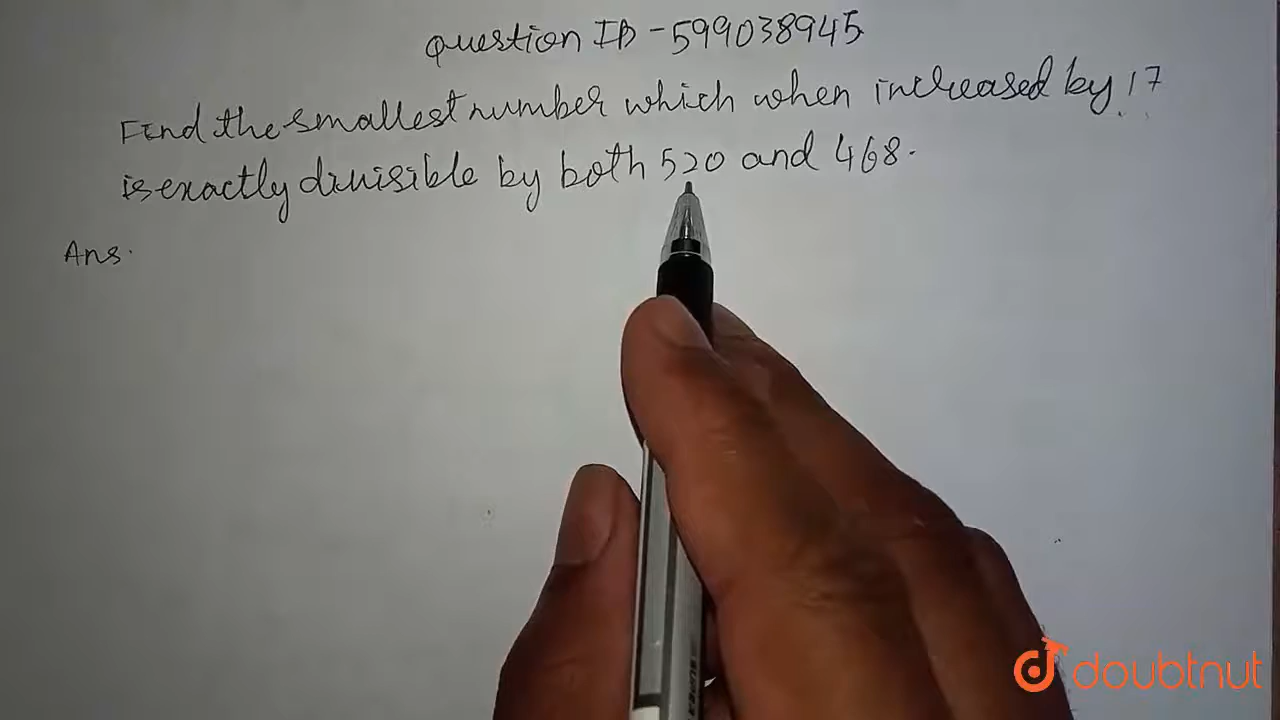 Question ID - 599038945
Find the smallest number which when increased by 17
is exactly divisible by both 520 and 468.
Ans.
doubtnut